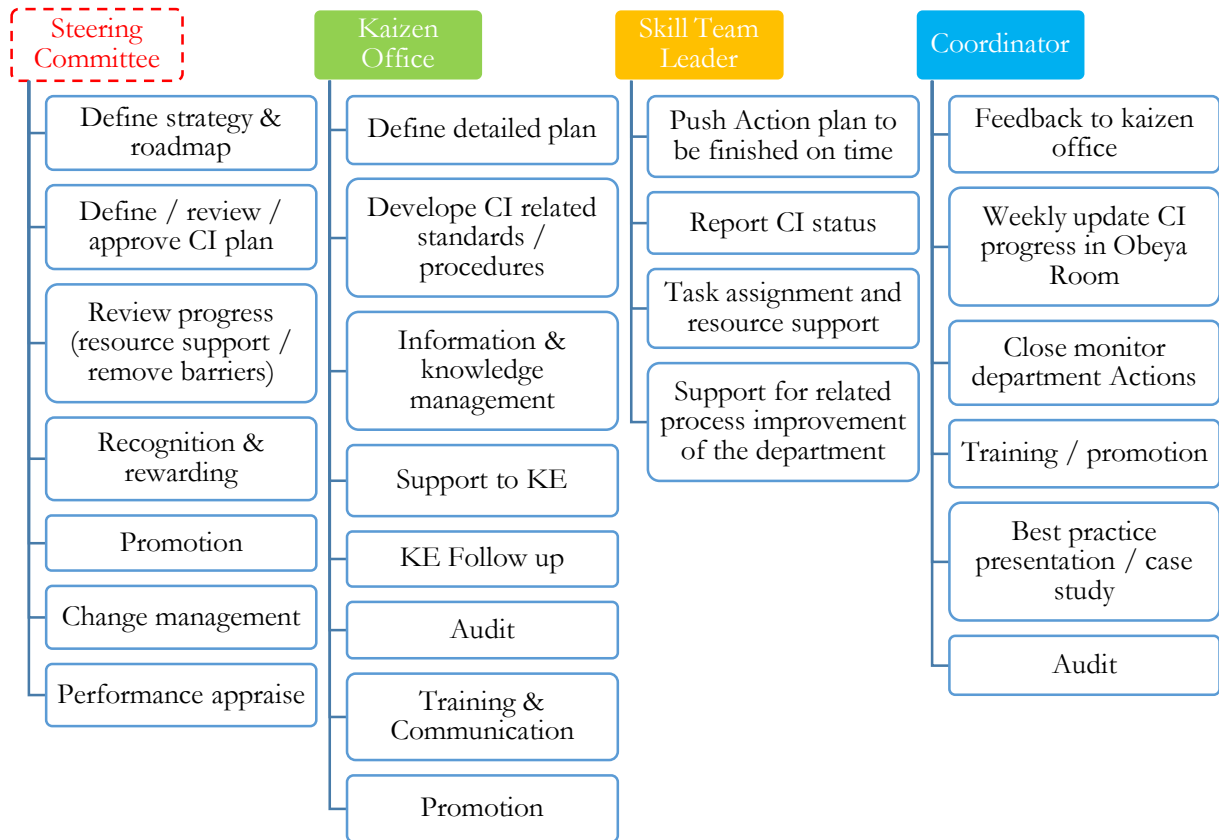 Steering
Committee
Define strategy &
roadmap
Define / review /
approve CI plan
Review progress
(resource support /
remove barriers)
Recognition &
rewarding
Promotion
Change management
Performance appraise
Kaizen
Office
Define detailed plan
Develope CI related
standards /
procedures
Information &
knowledge
management
Support to KE
KE Follow up
Audit
Training &
Communication
Promotion
Skill Team
Leader
Push Action plan to
be finished on time
Report CI status
Task assignment and
resource support
Support for related
process improvement
of the department
Coordinator
Feedback to kaizen
office
Weekly update CI
progress in Obeya
Room
Close monitor
department Actions
Training / promotion
Best practice
presentation / case
study
Audit